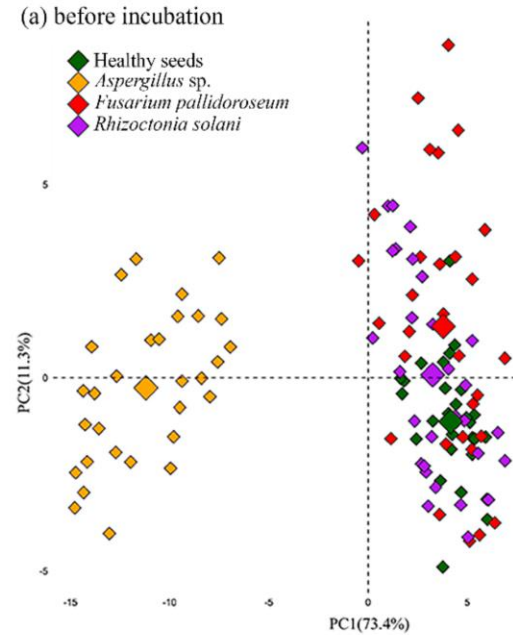 (a) before incubation
Healthy seeds
Aspergillus sp.
Fusarium pallidoroseum
Rhizoctonia solani
5
PC2(11.3%)
0
-5
-15
-10
-5
0
5
PC1(73.4%)